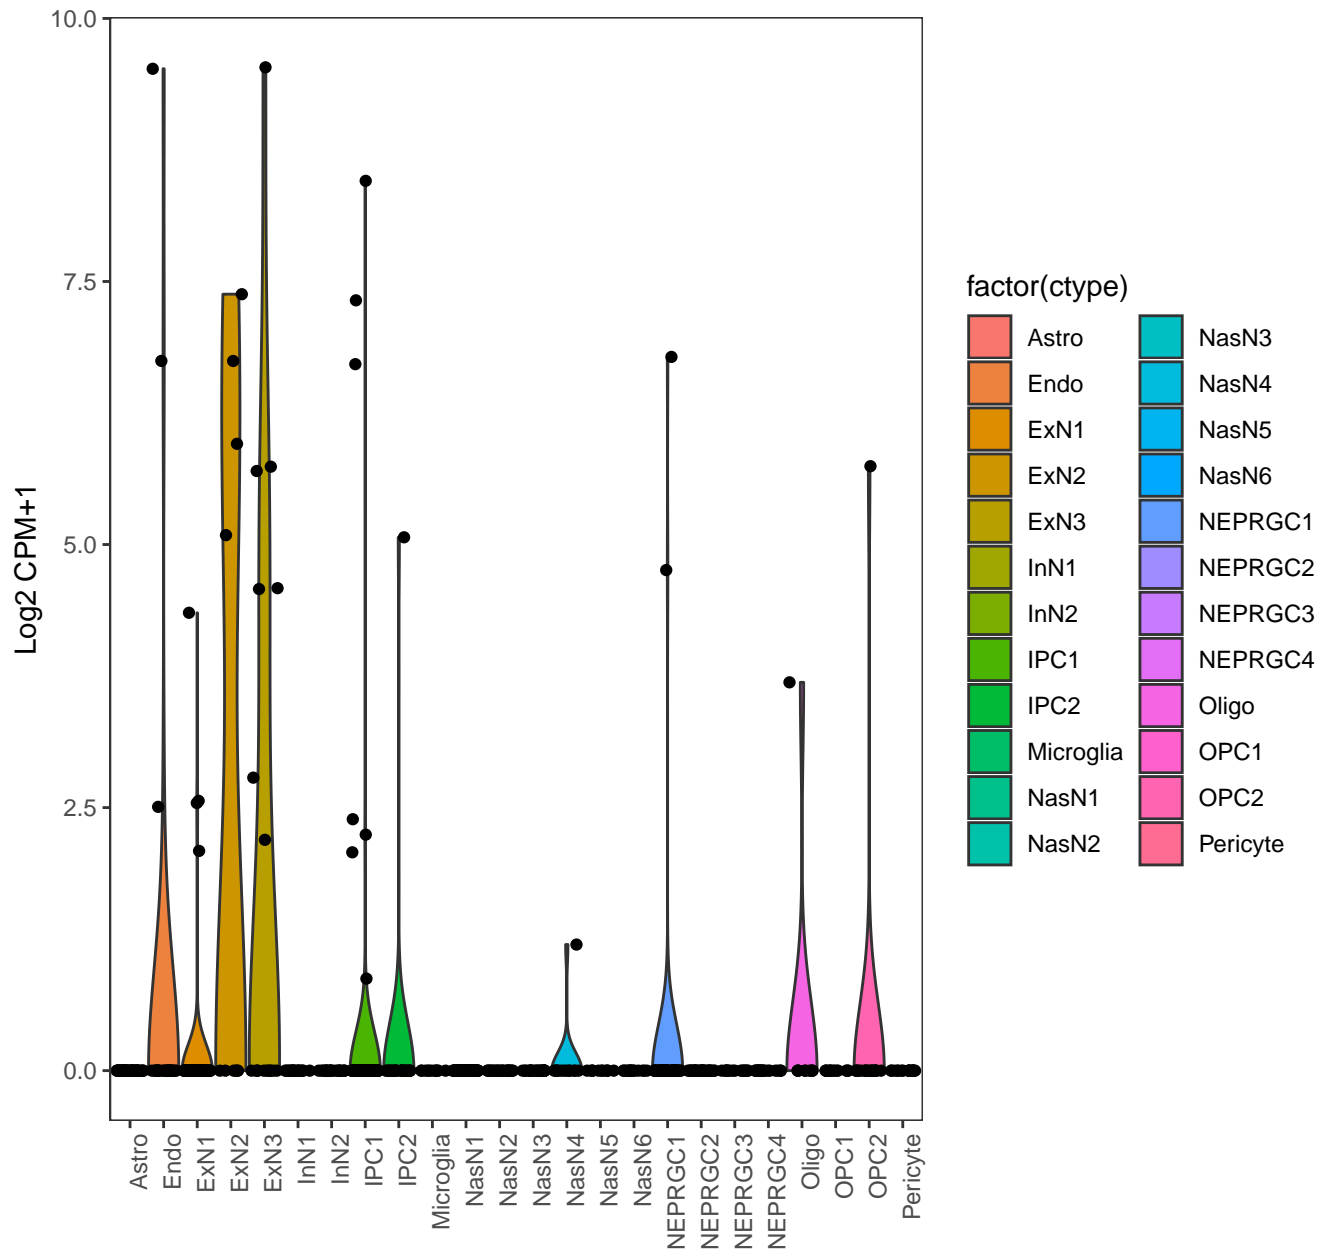 10.0
7.5
5.0
2.5
0.0
Log2 CPM+1
Astro
Endo
ExN1
ExN2
ExN3
InN1
InN2
IPC1
IPC2
Microglia
NasN1
NasN2
NasN3
NasN4
NasN5
NasN6
NEPRGC1
NEPRGC2
NEPRGC3
NEPRGC4
Oligo
OPC1
OPC2
Pericyte
factor(ctype)
Astro
Endo
ExN1
ExN2
ExN3
InN1
InN2
IPC1
IPC2
Microglia
NasN1
NasN2
NasN3
NasN4
NasN5
NasN6
NEPRGC1
NEPRGC2
NEPRGC3
NEPRGC4
Oligo
OPC1
OPC2
Pericyte